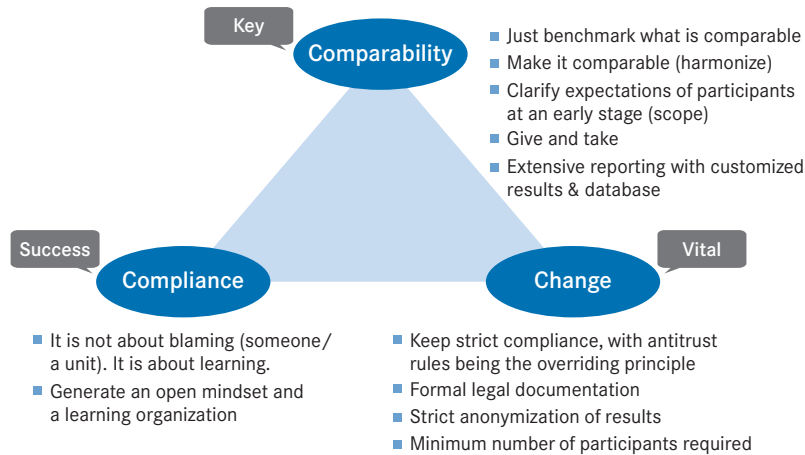 Key
Comparability
Just benchmark what is comparable
Make it comparable (harmonize)
Clarify expectations of participants
at an early stage (scope)
Give and take
Extensive reporting with customized
results & database
Success
Compliance
It is not about blaming (someone/
a unit). It is about learning.
Generate an open mindset and
a learning organization
Vital
Change
Keep strict compliance, with antitrust
rules being the overriding principle
Formal legal documentation
Strict anonymization of results
Minimum number of participants required